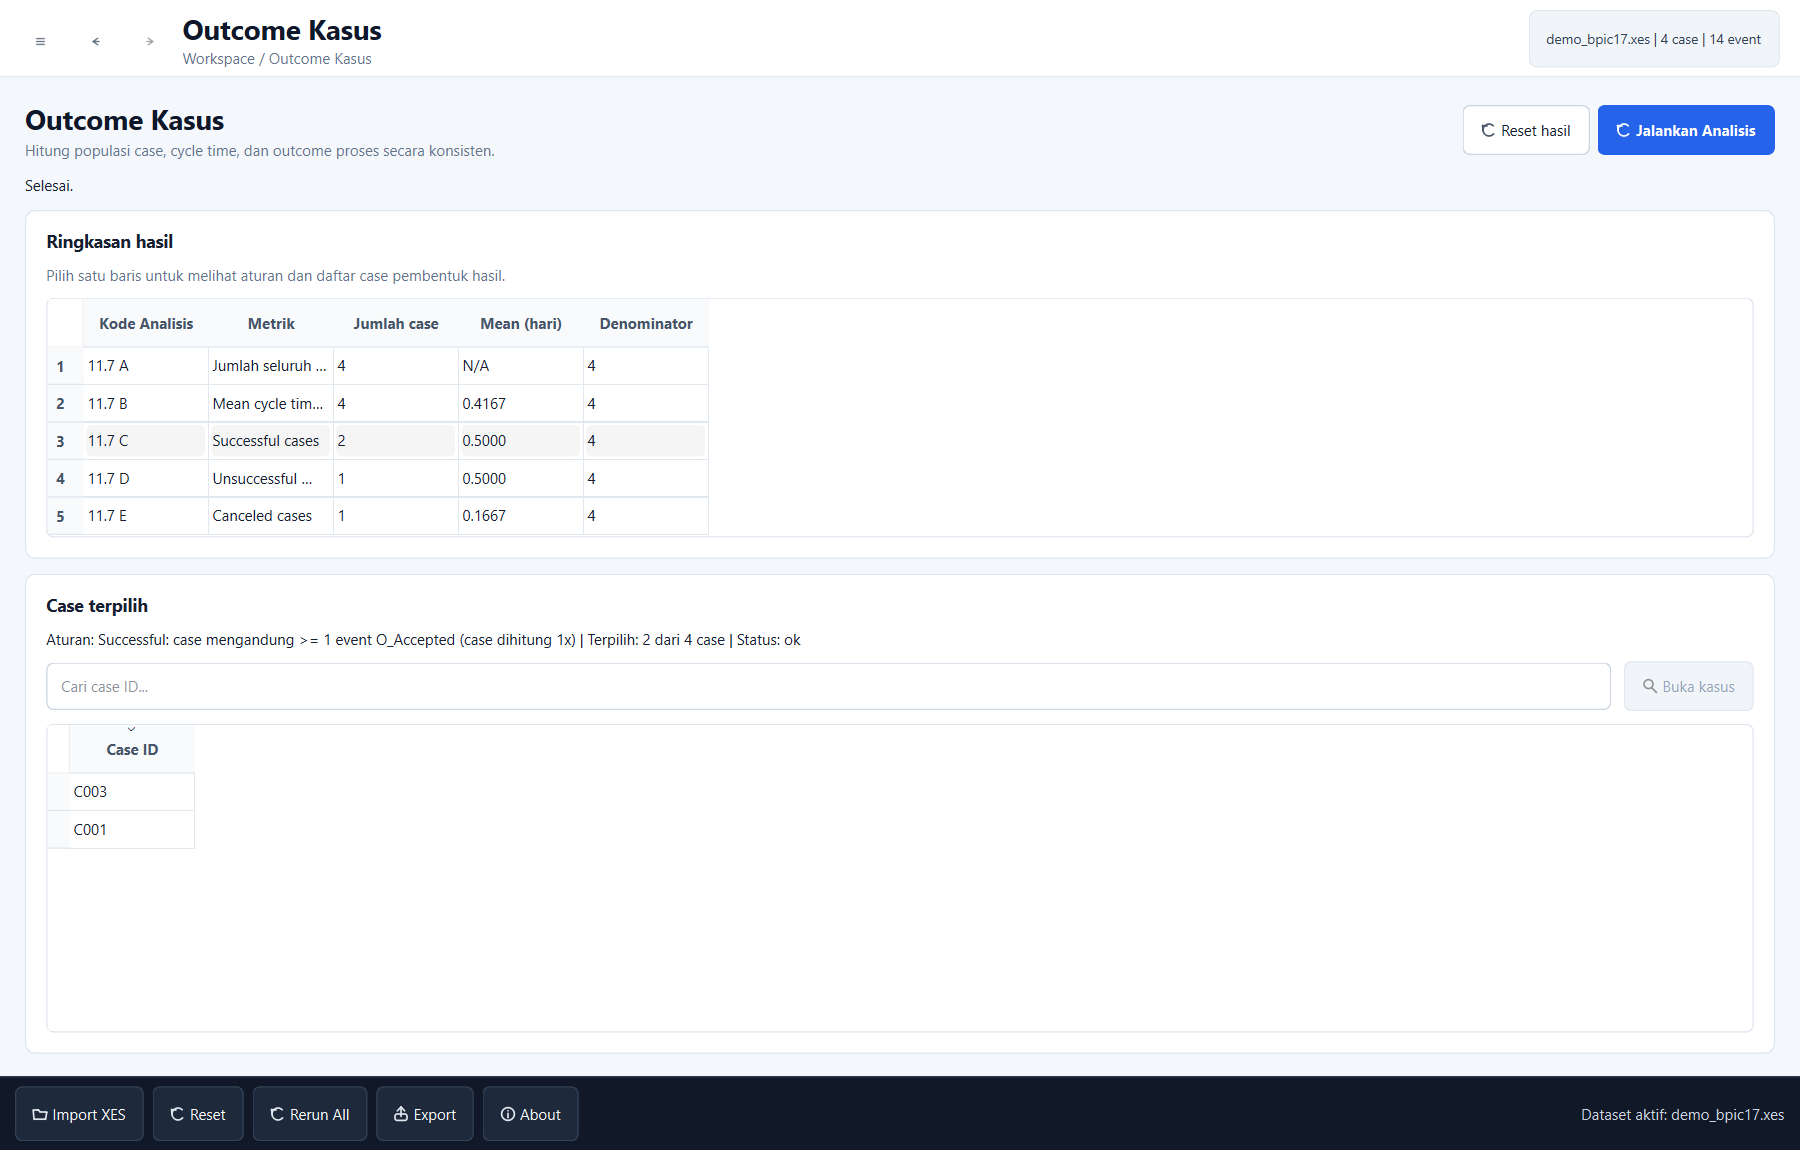 Outcome Kasus
Workspace / Outcome Kasus
demo_bpic17.xes | 4 case | 14 event
Outcome Kasus
Hitung populasi case, cycle time, dan outcome proses secara konsisten.
Reset hasil
Jalankan Analisis
Selesai.
Ringkasan hasil
Pilih satu baris untuk melihat aturan dan daftar case pembentuk hasil.
Kode Analisis Metrik Jumlah case Mean (hari) Denominator
1 11.7 A Jumlah seluruh ... 4 N/A 4
2 11.7 B Mean cycle tim... 4 0.4167 4
3 11.7 C Successful cases 2 0.5000 4
4 11.7 D Unsuccessful ... 1 0.5000 4
5 11.7 E Canceled cases 1 0.1667 4
Case terpilih
Aturan: Successful: case mengandung >= 1 event O_Accepted (case dihitung 1x) | Terpilih: 2 dari 4 case | Status: ok
Cari case ID...
Buka kasus
Case ID
C003
C001
Import XES
Reset
Rerun All
Export
About
Dataset aktif: demo_bpic17.xes